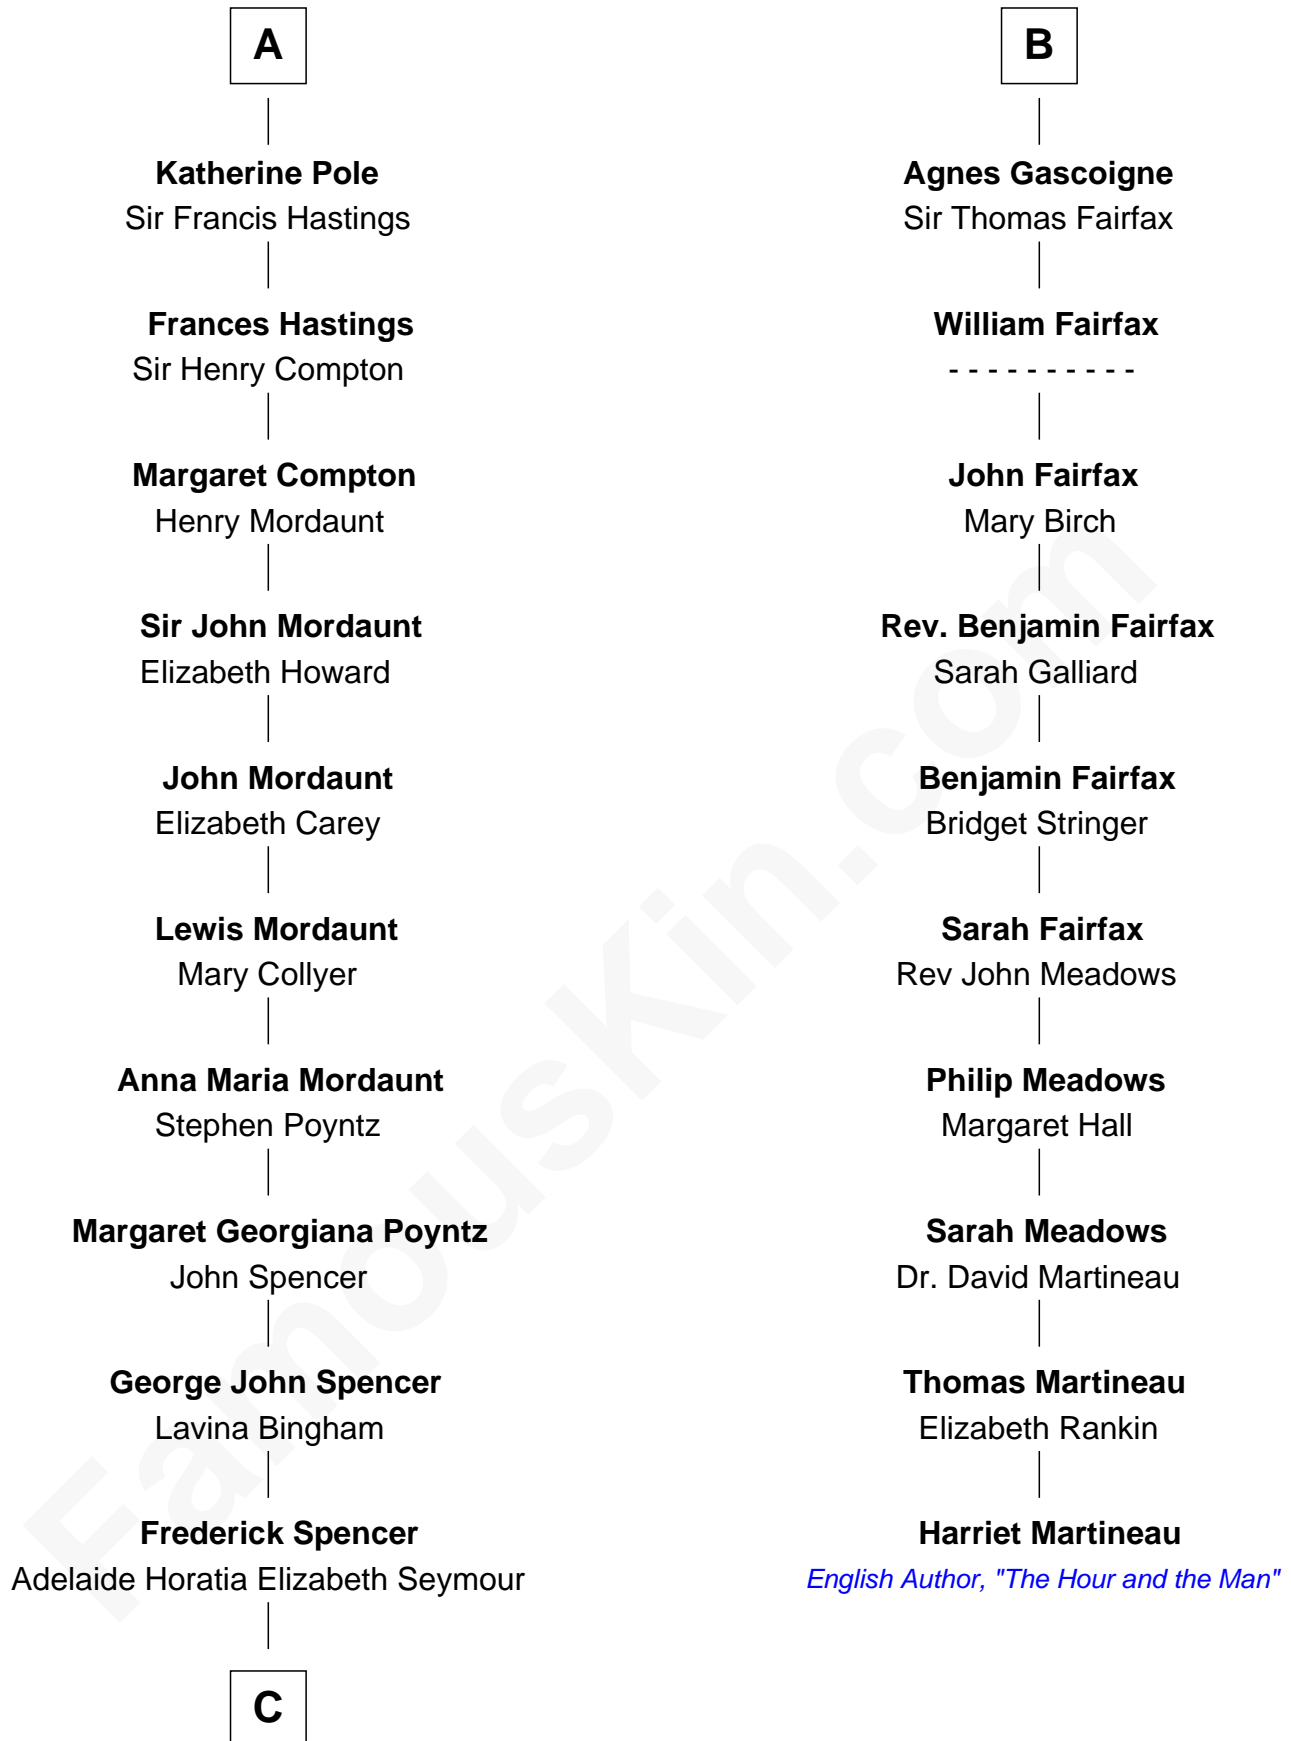 A
Katherine Pole
Sir Francis Hastings
Frances Hastings
Sir Henry Compton
Margaret Compton
Henry Mordaunt
Sir John Mordaunt
Elizabeth Howard
John Mordaunt
Elizabeth Carey
Lewis Mordaunt
Mary Collyer
Anna Maria Mordaunt
Stephen Poyntz
Margaret Georgiana Poyntz
John Spencer
George John Spencer
Lavina Bingham
Frederick Spencer
Adelaide Horatia Elizabeth Seymour
C
B
Agnes Gascoigne
Sir Thomas Fairfax
William Fairfax
- - - - - - - - - -
John Fairfax
Mary Birch
Rev. Benjamin Fairfax
Sarah Galliard
Benjamin Fairfax
Bridget Stringer
Sarah Fairfax
Rev John Meadows
Philip Meadows
Margaret Hall
Sarah Meadows
Dr. David Martineau
Thomas Martineau
Elizabeth Rankin
Harriet Martineau
English Author, "The Hour and the Man"
FamousKin.com